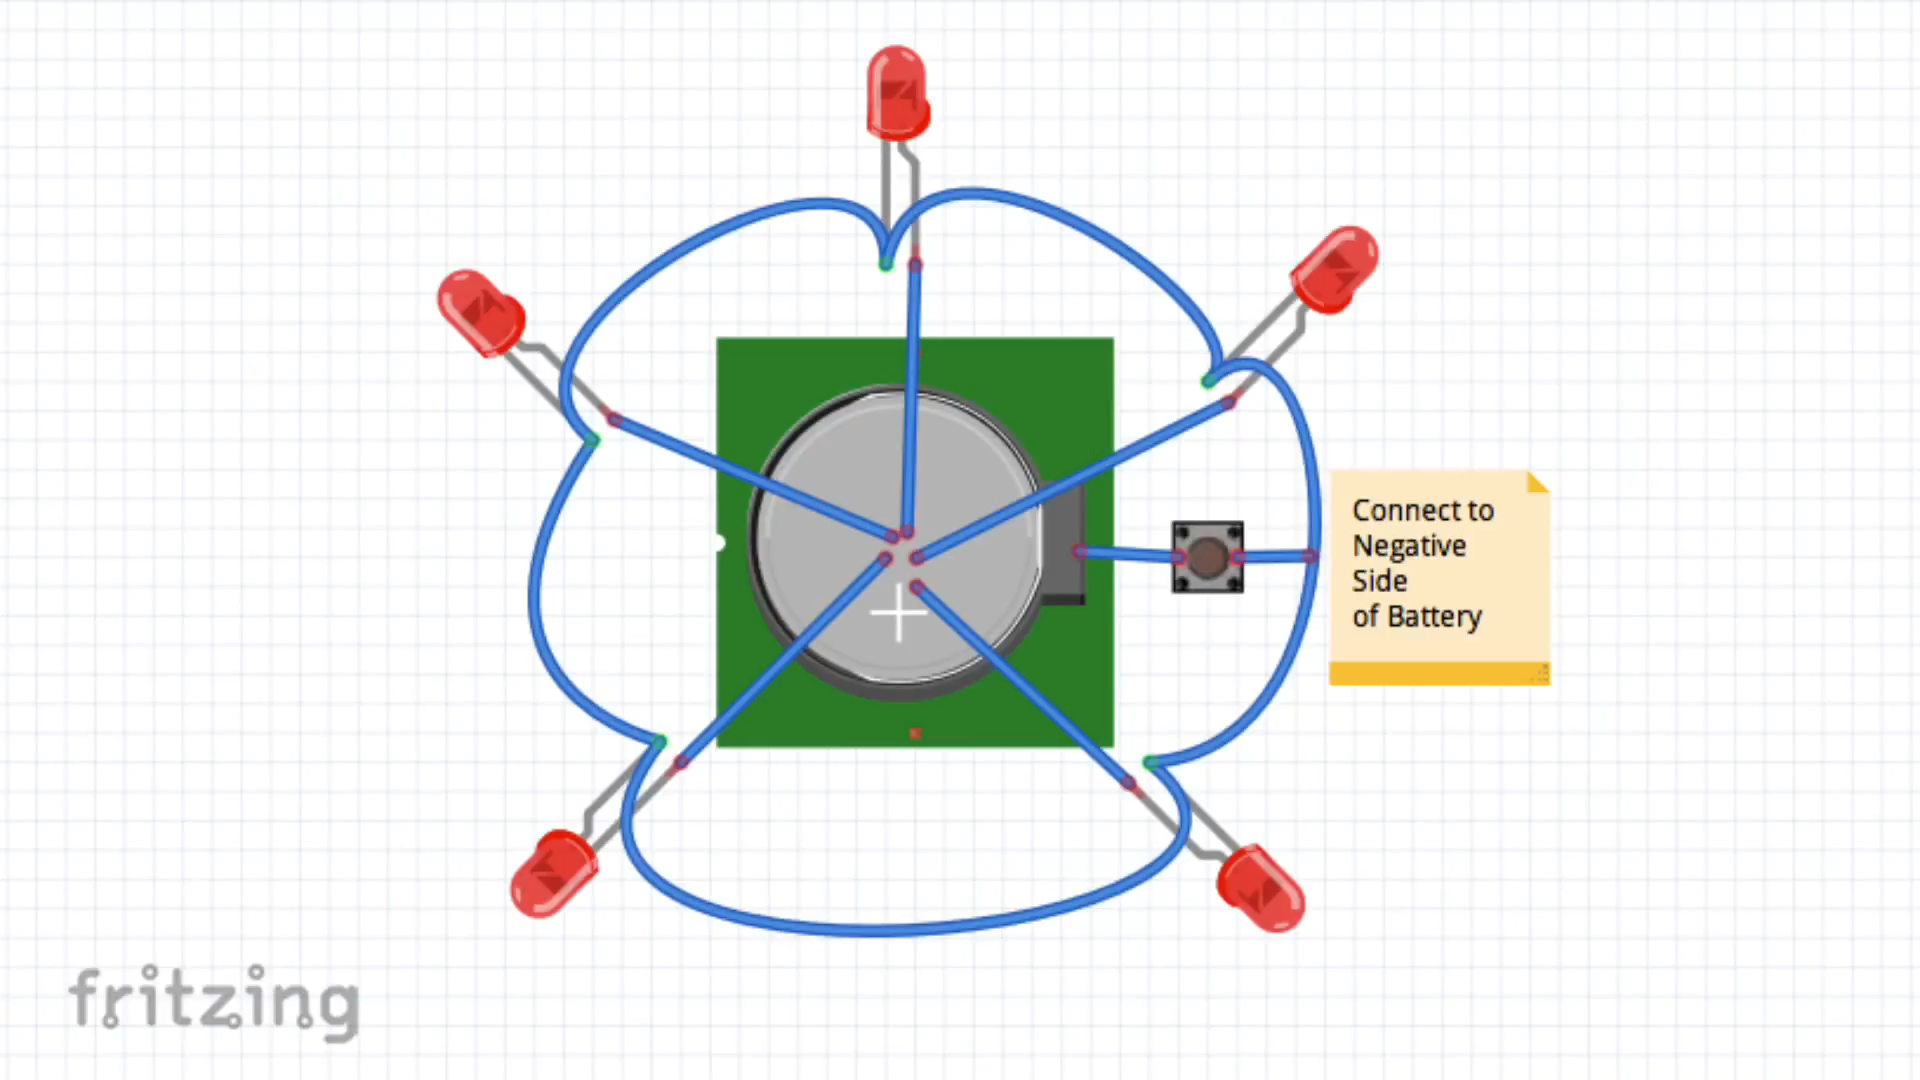 Connect to
Negative
Side
of Battery
fritzing